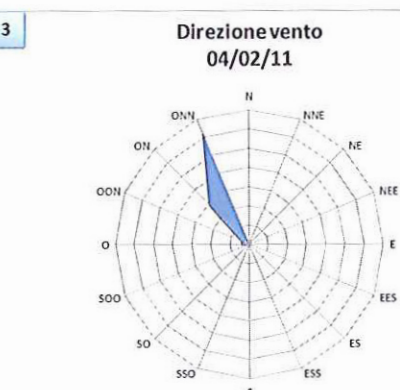 3
Direzione vento
04/02/11
N
ONN
NNE
ON
NE
OON
NEE
O
E
SOO
EES
SO
ES
SSO
ESS